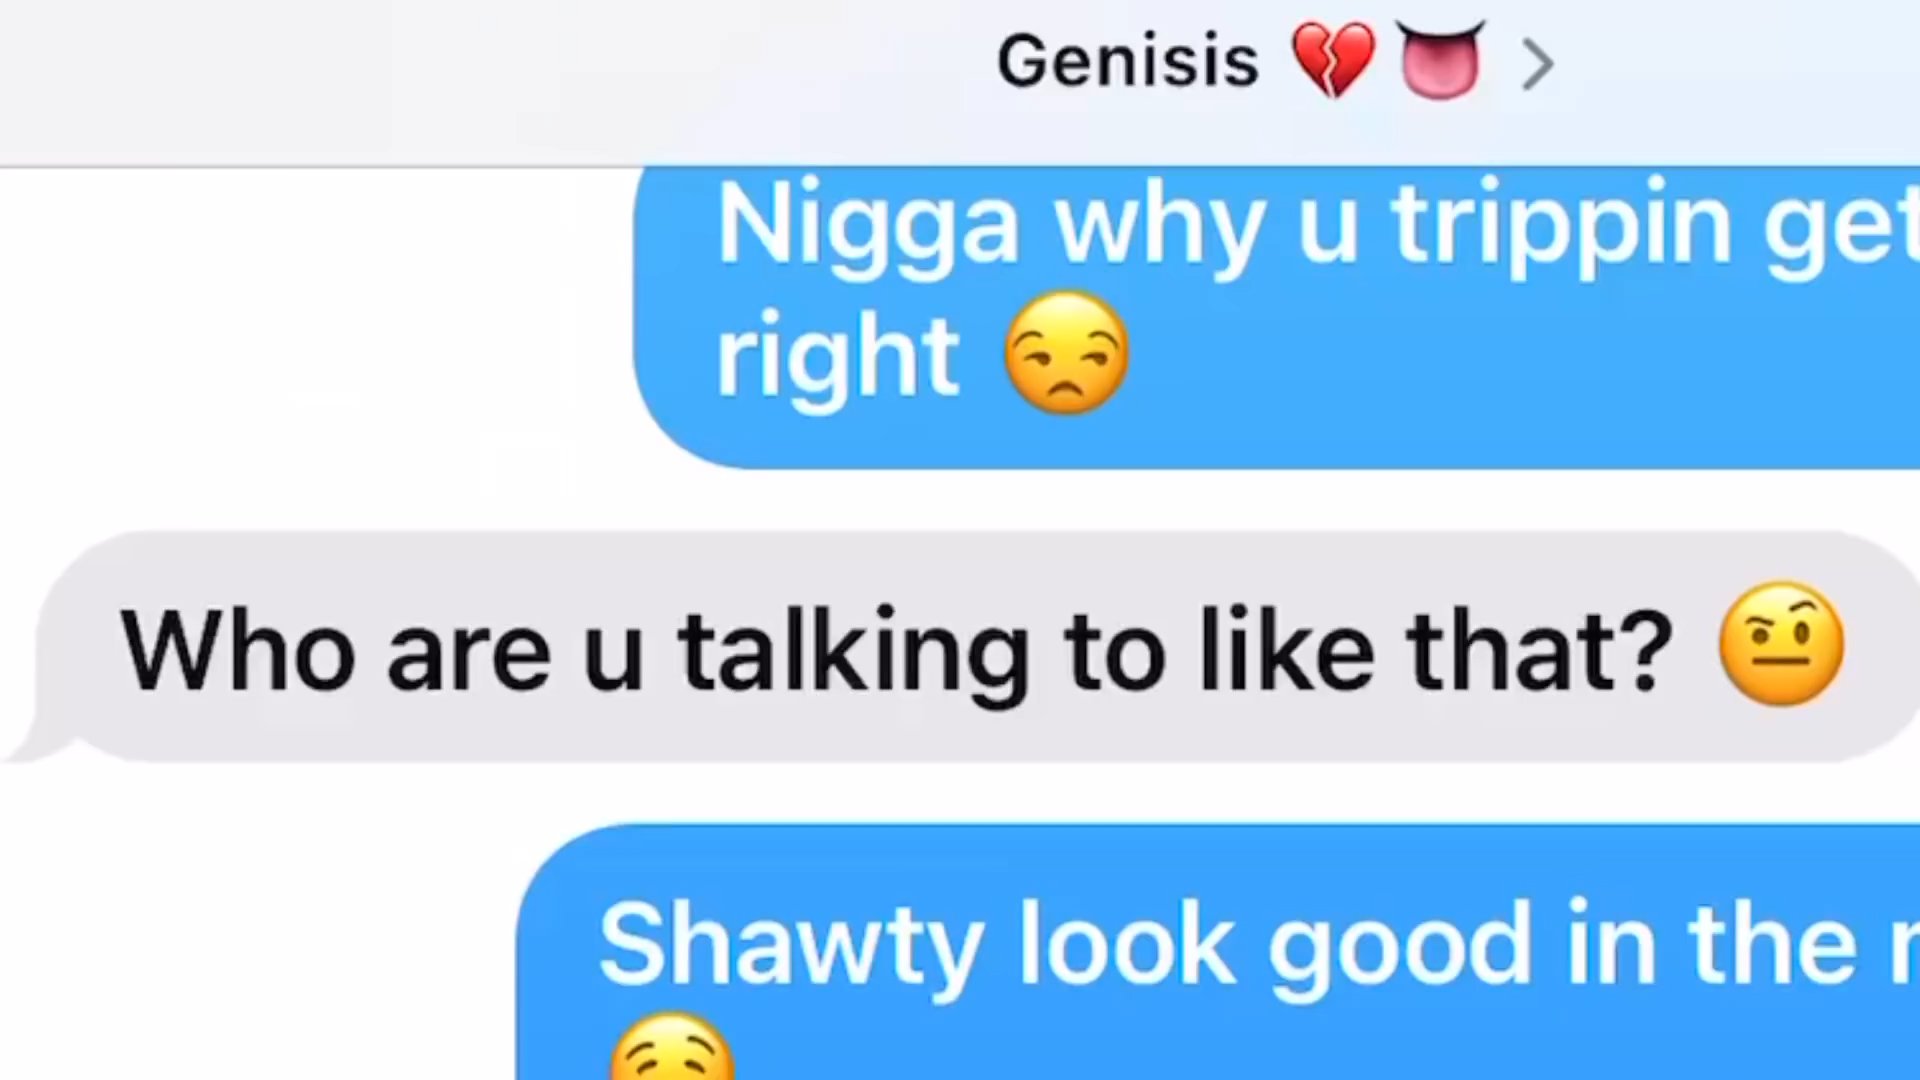 Genisis 💔👅
Nigga why u trippin get
right 😒
Who are u talking to like that? 🤨
Shawty look good in the